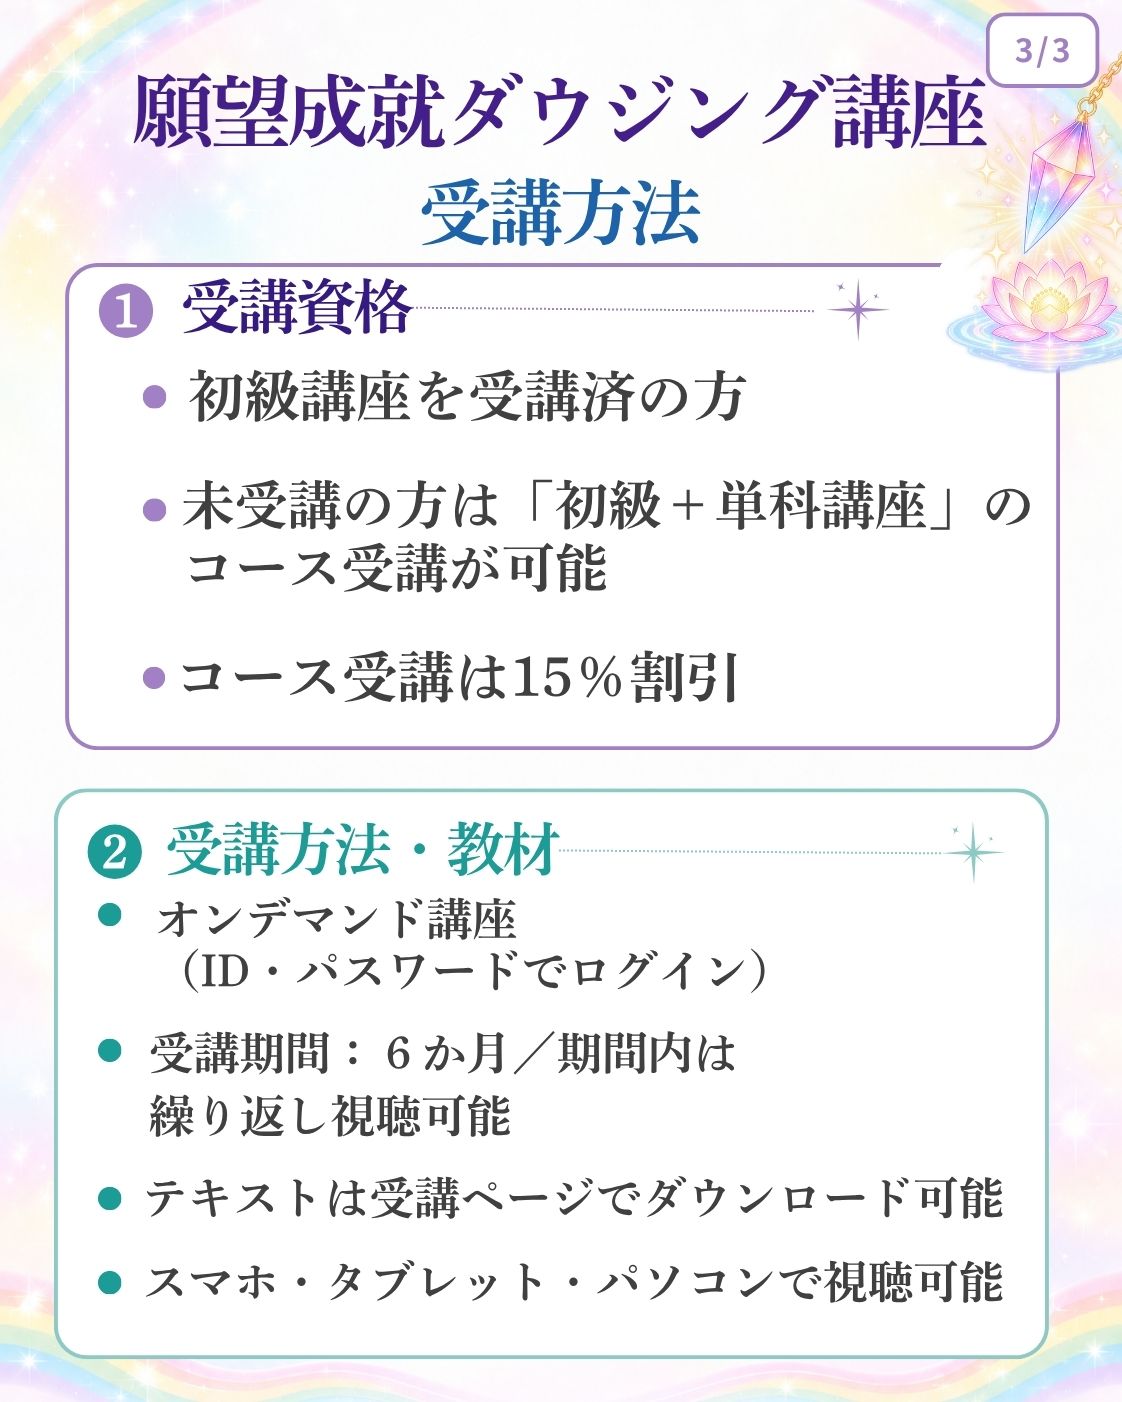 3/3
願望成就ダウジング講座
受講方法
1 受講資格
● 初級講座を受講済の方
● 未受講の方は「初級＋単科講座」の
コース受講が可能
● コース受講は15％割引
2 受講方法・教材
● オンデマンド講座
（ID・パスワードでログイン）
● 受講期間：６か月／期間内は
繰り返し視聴可能
● テキストは受講ページでダウンロード可能
● スマホ・タブレット・パソコンで視聴可能